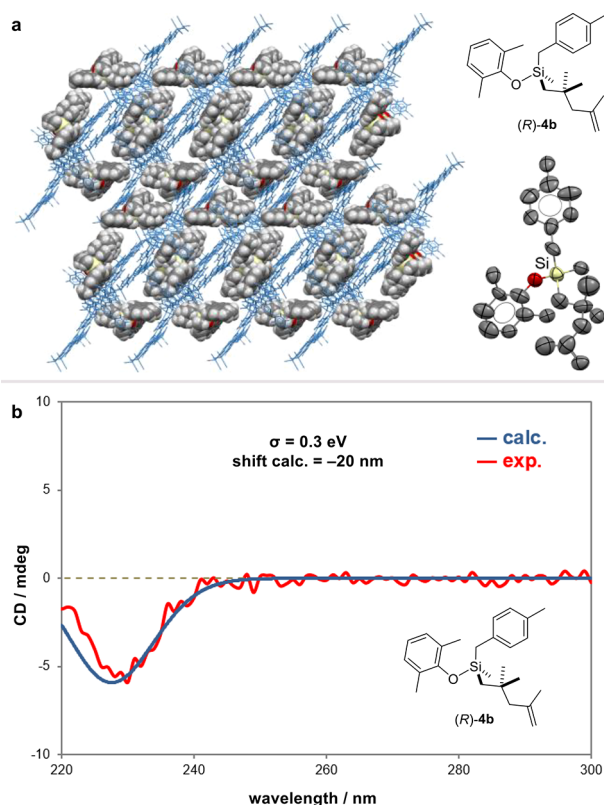 a
Si
O
(R)-4b
Si
b
10
5
0
-5
-10
CD / mdeg
σ = 0.3 eV
shift calc. = –20 nm
calc.
exp.
Si
O
(R)-4b
220
240
260
280
300
wavelength / nm